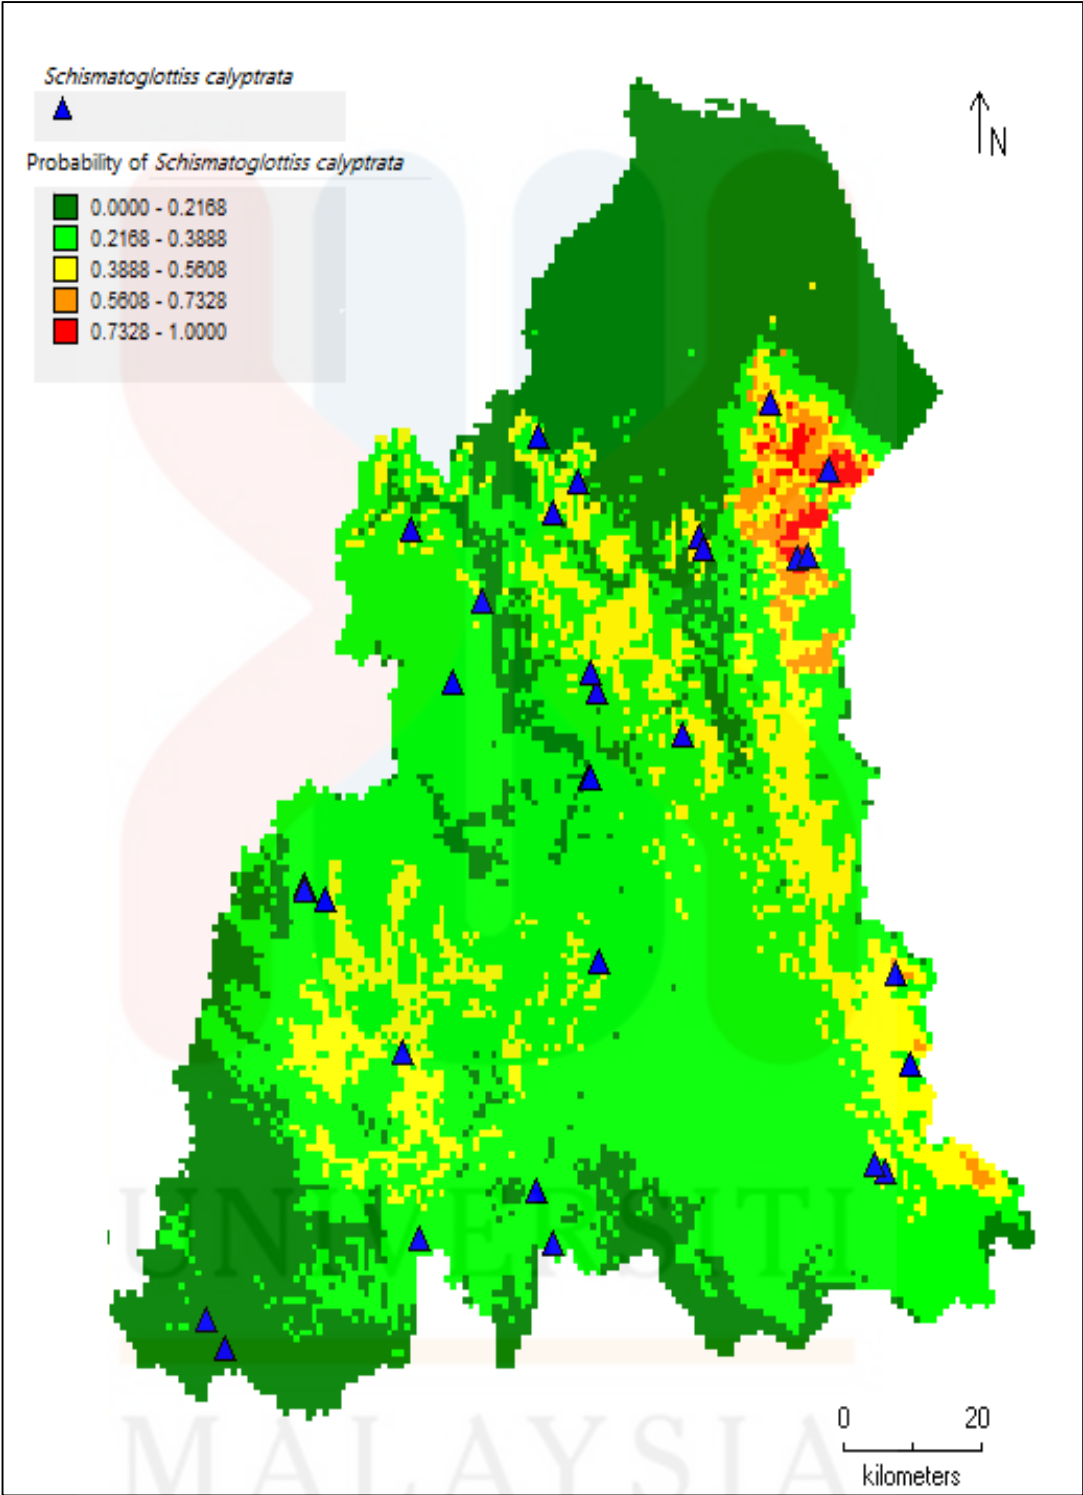 Schismatoglottiss calyptrata
N
Probability of Schismatoglottiss calyptrata
0.0000 - 0.2168
0.2168 - 0.3888
0.3888 - 0.5608
0.5608 - 0.7328
0.7328 - 1.0000
UNIVERSITI
0 20
kilometers
MALAYSIA